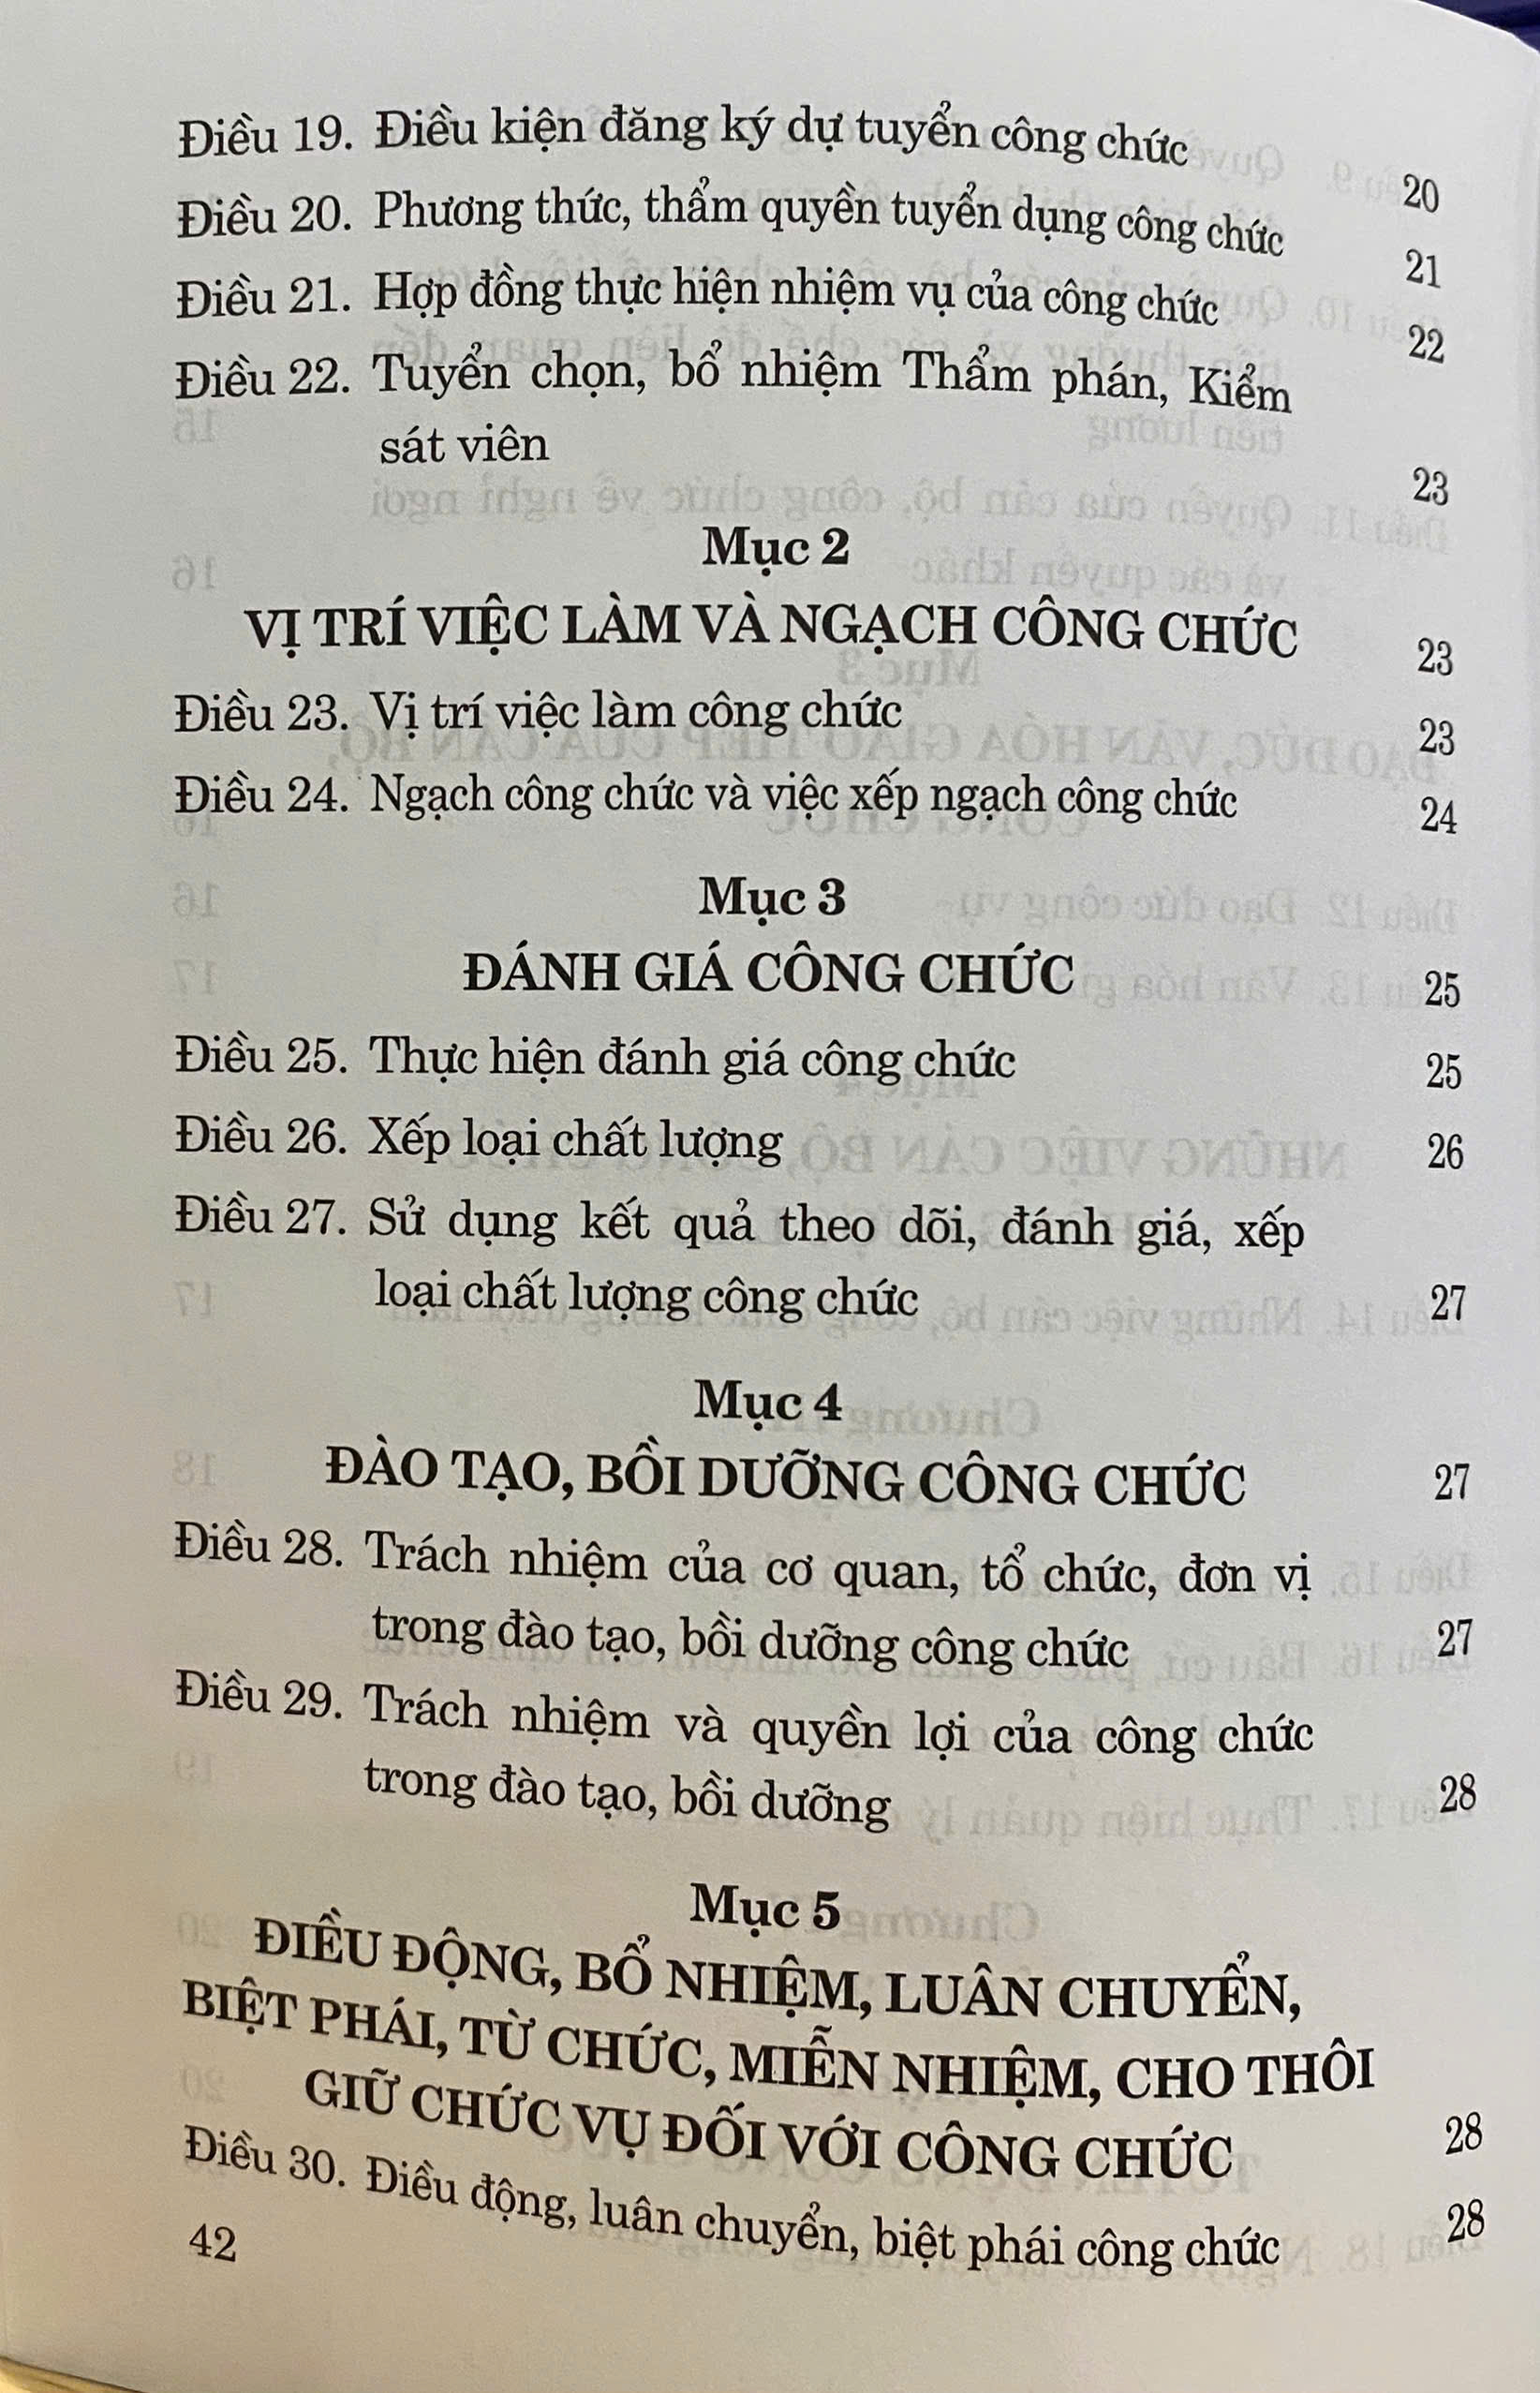 Điều 19. Điều kiện đăng ký dự tuyển công chức 20
Điều 20. Phương thức, thẩm quyền tuyển dụng công chức 21
Điều 21. Hợp đồng thực hiện nhiệm vụ của công chức 22
Điều 22. Tuyển chọn, bổ nhiệm Thẩm phán, Kiểm
sát viên 23
Mục 2
VỊ TRÍ VIỆC LÀM VÀ NGẠCH CÔNG CHỨC 23
Điều 23. Vị trí việc làm công chức 23
Điều 24. Ngạch công chức và việc xếp ngạch công chức 24
Mục 3
ĐÁNH GIÁ CÔNG CHỨC 25
Điều 25. Thực hiện đánh giá công chức 25
Điều 26. Xếp loại chất lượng 26
Điều 27. Sử dụng kết quả theo dõi, đánh giá, xếp
loại chất lượng công chức 27
Mục 4
ĐÀO TẠO, BỒI DƯỠNG CÔNG CHỨC 27
Điều 28. Trách nhiệm của cơ quan, tổ chức, đơn vị
trong đào tạo, bồi dưỡng công chức 27
Điều 29. Trách nhiệm và quyền lợi của công chức
trong đào tạo, bồi dưỡng 28
Mục 5
ĐIỀU ĐỘNG, BỔ NHIỆM, LUÂN CHUYỂN,
BIỆT PHÁI, TỪ CHỨC, MIỄN NHIỆM, CHO THÔI
GIỮ CHỨC VỤ ĐỐI VỚI CÔNG CHỨC 28
Điều 30. Điều động, luân chuyển, biệt phái công chức 28
42